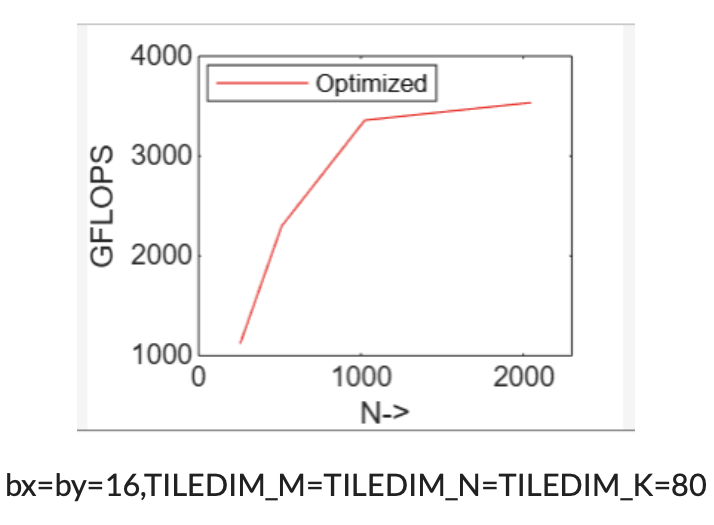 4000
Optimized
3000
GFLOPS
2000
1000
0 1000 2000
N->
bx=by=16,TILEDIM_M=TILEDIM_N=TILEDIM_K=80